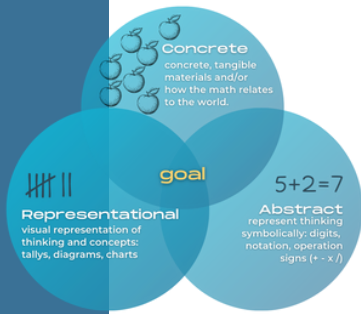 Concrete
concrete, tangible
materials and/or
how the math relates
to the world.
goal
Representational
visual representation of
thinking and concepts:
tallys, diagrams, charts
5+2=7
Abstract
represent thinking
symbolically: digits,
notation, operation
signs (+ - x /)